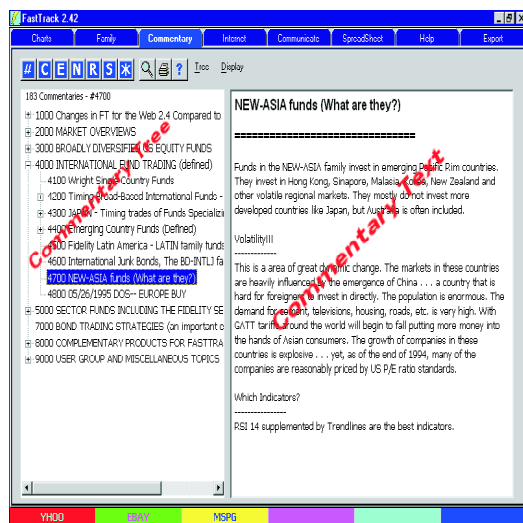 FastTrack 2.42
Charts Family Commentary Internet Communicate SpreadSheet Help Export
# C E N R S X ? Tree Display
183 Commentaries - #4700
1000 Changes in FT for the Web 2.4 Compared to
2000 MARKET OVERVIEWS
3000 BROADLY DIVERSIFIED US EQUITY FUNDS
4000 INTERNATIONAL FUND TRADING (defined)
4100 Wright Single Country Funds
4200 Timing Broad-Based International Funds -
4300 JAPAN - Timing trades of Funds Specializin
4400 Emerging Country Funds (Defined)
4500 Fidelity Latin America - LATIN family funds
4600 International Junk Bonds, The BD-INTLJ fa
4700 NEW-ASIA funds (What are they?)
4800 05/26/1995 DOS-- EUROPE BUY
5000 SECTOR FUNDS INCLUDING THE FIDELITY SE
7000 BOND TRADING STRATEGIES (an important c
8000 COMPLEMENTARY PRODUCTS FOR FASTTRA
9000 USER GROUP AND MISCELLANEOUS TOPICS
Commentary Tree
NEW-ASIA funds (What are they?)
================================
Funds in the NEW-ASIA family invest in emerging Pacific Rim countries.
They invest in Hong Kong, Sinapore, Malasia, Korea, New Zealand and
other volatile regional markets. They mostly do not invest more
developed countries like Japan, but Australia is often included.
Volatility!!!
-------------
This is a area of great dynamic change. The markets in these countries
are heavily influenced by the emergence of China . . . a country that is
hard for foreigners to invest in directly. The population is enormous. The
demand for cement, televisions, housing, roads, etc. is very high. With
GATT tariffs around the world will begin to fall putting more money into
the hands of Asian consumers. The growth of companies in these
countries is explosive . . . yet, as of the end of 1994, many of the
companies are reasonably priced by US P/E ratio standards.
Which Indicators?
----------------
RSI 14 supplemented by Trendlines are the best indicators.
Commentary Text
YHOO EBAY MSPG